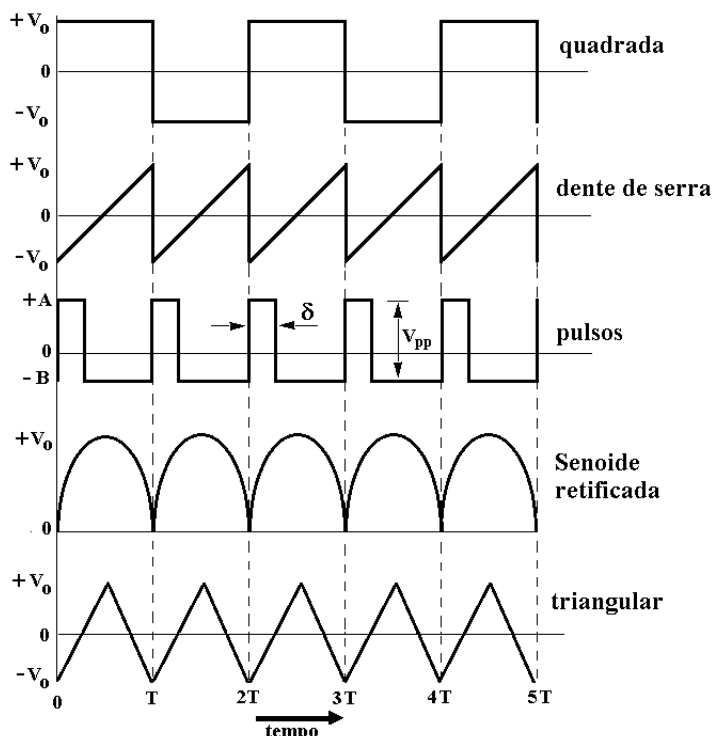 +V₀
0
-V₀
quadrada
+V₀
0
-V₀
dente de serra
+A
0
-B
δ
Vpp
pulsos
+V₀
0
Senoide
retificada
+V₀
0
-V₀
triangular
0 T 2T 3T 4T 5T
tempo